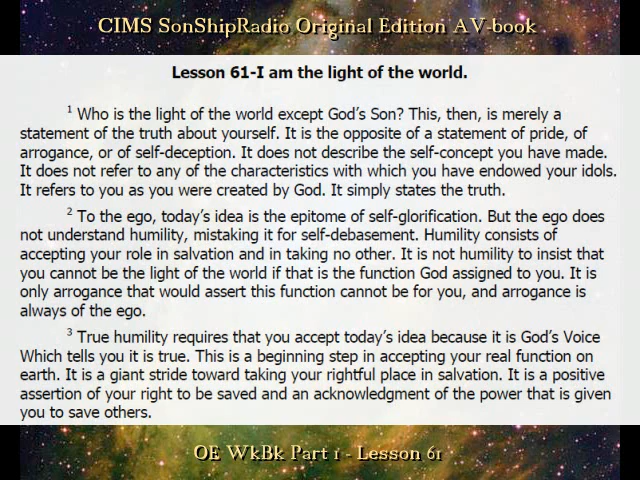 CIMS SonShipRadio Original Edition AV-book
Lesson 61-I am the light of the world.
1 Who is the light of the world except God's Son? This, then, is merely a
statement of the truth about yourself. It is the opposite of a statement of pride, of
arrogance, or of self-deception. It does not describe the self-concept you have made.
It does not refer to any of the characteristics with which you have endowed your idols.
It refers to you as you were created by God. It simply states the truth.
2 To the ego, today's idea is the epitome of self-glorification. But the ego does
not understand humility, mistaking it for self-debasement. Humility consists of
accepting your role in salvation and in taking no other. It is not humility to insist that
you cannot be the light of the world if that is the function God assigned to you. It is
only arrogance that would assert this function cannot be for you, and arrogance is
always of the ego.
3 True humility requires that you accept today's idea because it is God's Voice
Which tells you it is true. This is a beginning step in accepting your real function on
earth. It is a giant stride toward taking your rightful place in salvation. It is a positive
assertion of your right to be saved and an acknowledgment of the power that is given
you to save others.
OE WkBk Part 1 - Lesson 61